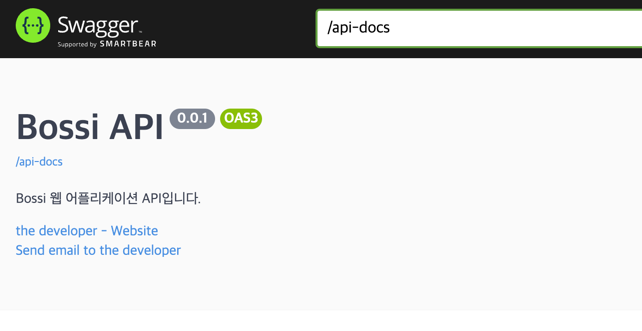 Swagger
Supported by SMARTBEAR
/api-docs
Bossi API 0.0.1 OAS3
/api-docs
Bossi 웹 어플리케이션 API입니다.
the developer - Website
Send email to the developer